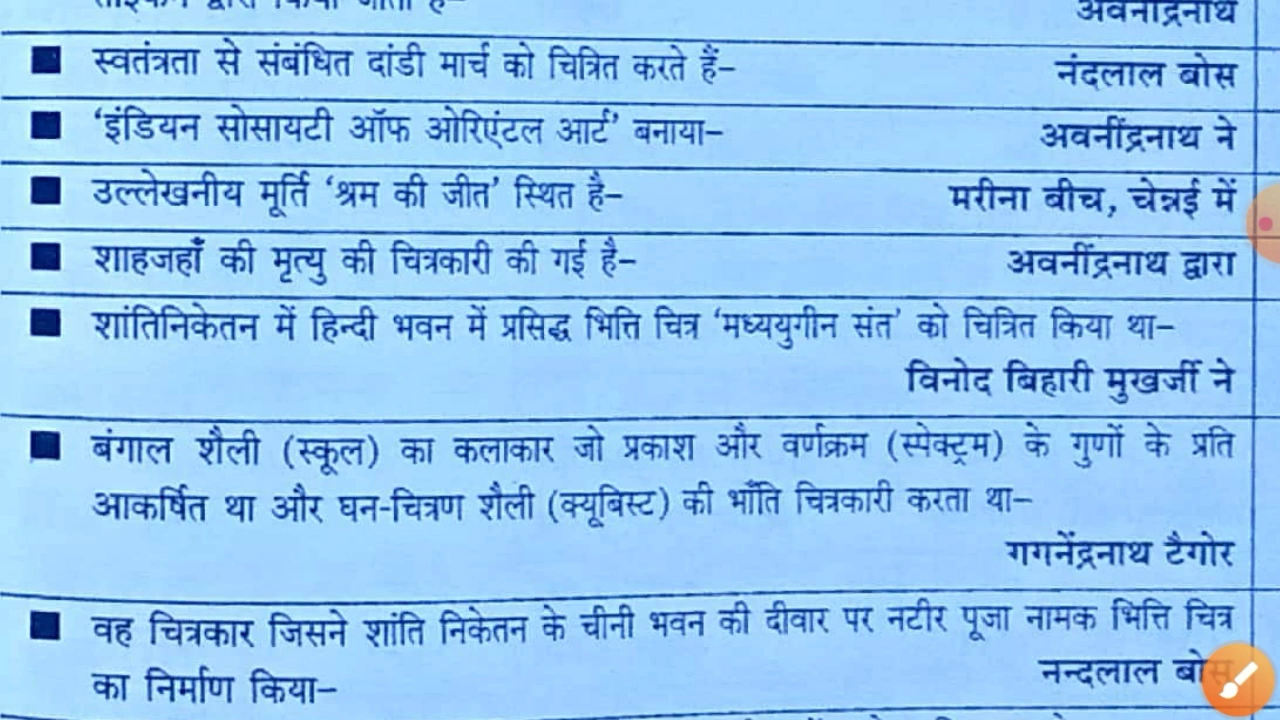 द्वारा किया जाता है–
अवनींद्रनाथ
■ स्वतंत्रता से संबंधित दांडी मार्च को चित्रित करते हैं– नंदलाल बोस
■ ‘इंडियन सोसायटी ऑफ ओरिएंटल आर्ट’ बनाया– अवनींद्रनाथ ने
■ उल्लेखनीय मूर्ति ‘श्रम की जीत’ स्थित है– मरीना बीच, चेन्नई में
■ शाहजहाँ की मृत्यु की चित्रकारी की गई है– अवनींद्रनाथ द्वारा
■ शांतिनिकेतन में हिन्दी भवन में प्रसिद्ध भित्ति चित्र ‘मध्ययुगीन संत’ को चित्रित किया था–
विनोद बिहारी मुखर्जी ने
■ बंगाल शैली (स्कूल) का कलाकार जो प्रकाश और वर्णक्रम (स्पेक्ट्रम) के गुणों के प्रति
आकर्षित था और घन-चित्रण शैली (क्यूबिस्ट) की भाँति चित्रकारी करता था–
गगनेंद्रनाथ टैगोर
■ वह चित्रकार जिसने शांति निकेतन के चीनी भवन की दीवार पर नटीर पूजा नामक भित्ति चित्र
का निर्माण किया– नन्दलाल बोस